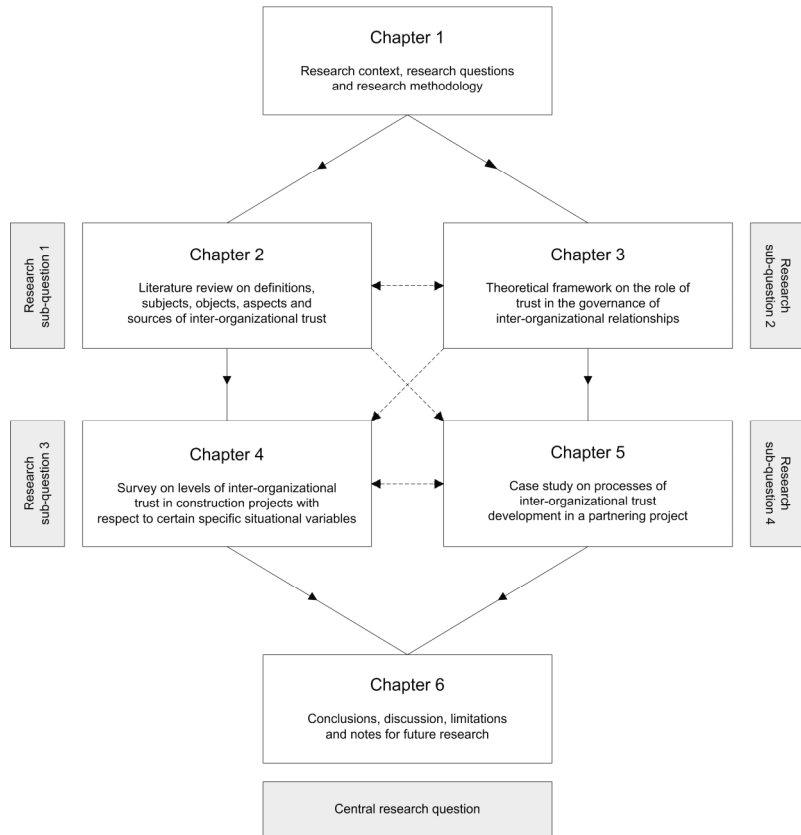 Chapter 1
Research context, research questions
and research methodology
Research
sub-question 1
Chapter 2
Literature review on definitions,
subjects, objects, aspects and
sources of inter-organizational trust
Chapter 3
Theoretical framework on the role of
trust in the governance of
inter-organizational relationships
Research
sub-question 2
Research
sub-question 3
Chapter 4
Survey on levels of inter-organizational
trust in construction projects with
respect to certain specific situational variables
Chapter 5
Case study on processes of
inter-organizational trust
development in a partnering project
Research
sub-question 4
Chapter 6
Conclusions, discussion, limitations
and notes for future research
Central research question